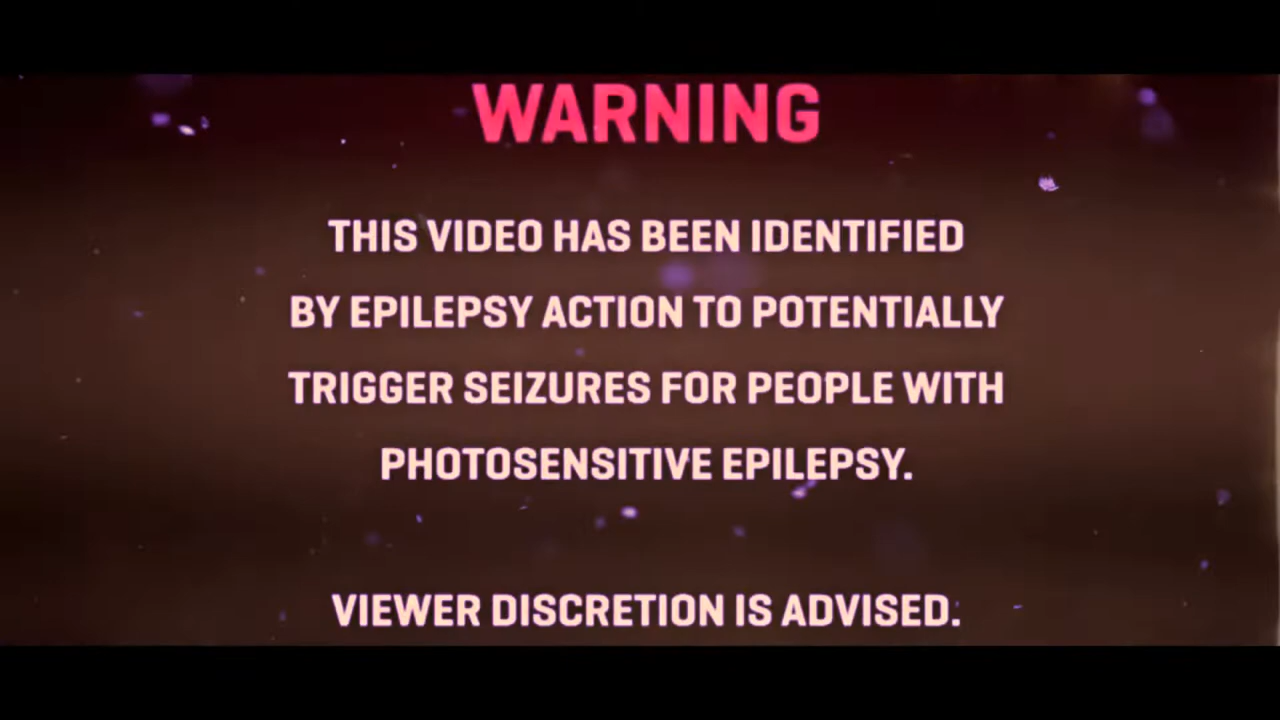 WARNING
THIS VIDEO HAS BEEN IDENTIFIED
BY EPILEPSY ACTION TO POTENTIALLY
TRIGGER SEIZURES FOR PEOPLE WITH
PHOTOSENSITIVE EPILEPSY.
VIEWER DISCRETION IS ADVISED.